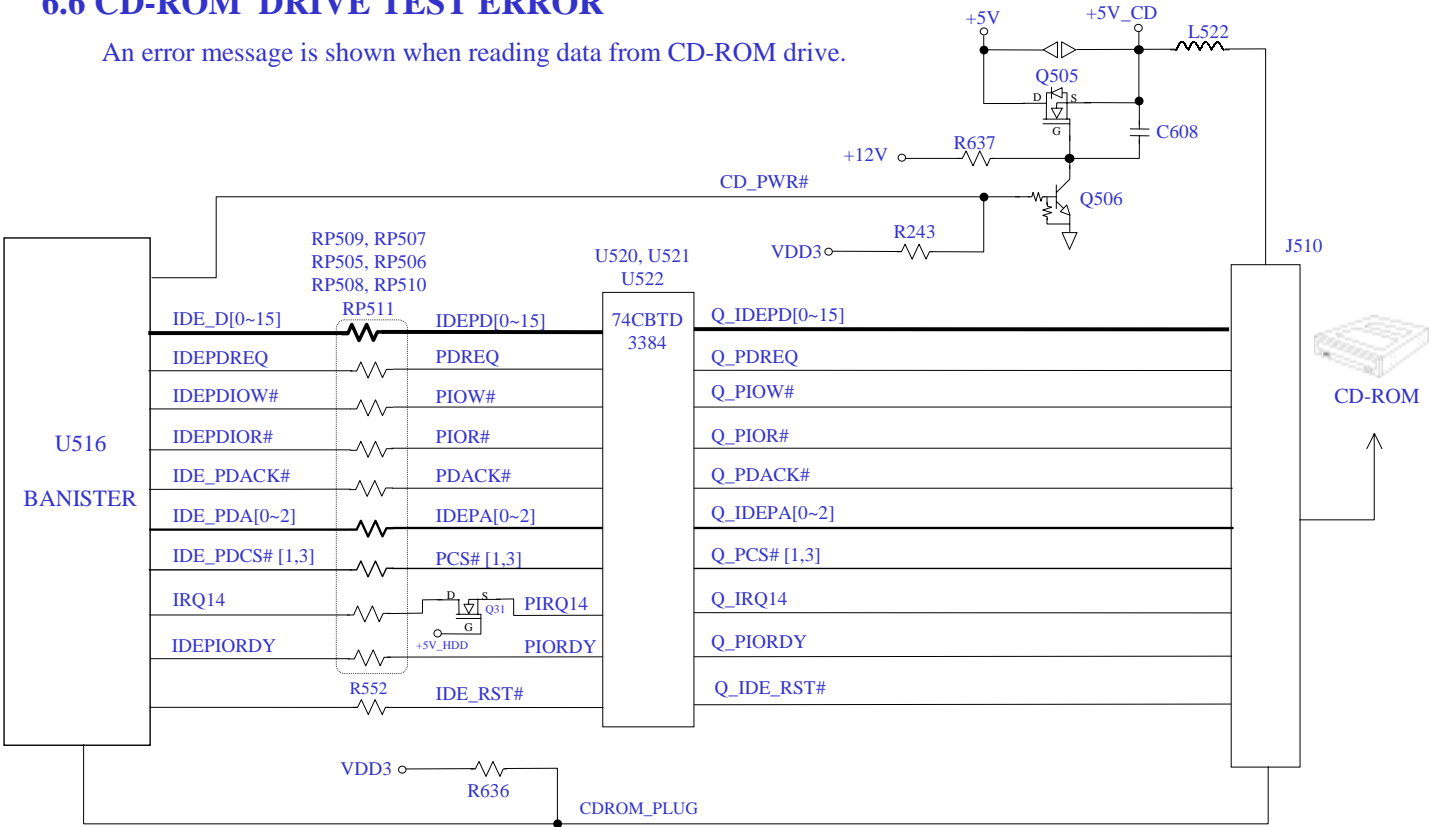 6.6 CD-ROM DRIVE TEST ERROR
An error message is shown when reading data from CD-ROM drive.
+5V
+5V_CD
L522
Q505
D
S
G
C608
R637
+12V
CD_PWR#
Q506
R243
VDD3
J510
RP509, RP507
RP505, RP506
RP508, RP510
RP511
U520, U521
U522
74CBTD
3384
U516
BANISTER
IDE_D[0~15]
IDEPD[0~15]
Q_IDEPD[0~15]
IDEPDREQ
PDREQ
Q_PDREQ
IDEPDIOW#
PIOW#
Q_PIOW#
IDEPDIOR#
PIOR#
Q_PIOR#
IDE_PDACK#
PDACK#
Q_PDACK#
IDE_PDA[0~2]
IDEPA[0~2]
Q_IDEPA[0~2]
IDE_PDCS# [1,3]
PCS# [1,3]
Q_PCS# [1,3]
IRQ14
D
S
Q31
G
+5V_HDD
PIRQ14
Q_IRQ14
IDEPIORDY
PIORDY
Q_PIORDY
R552
IDE_RST#
Q_IDE_RST#
CD-ROM
VDD3
R636
CDROM_PLUG